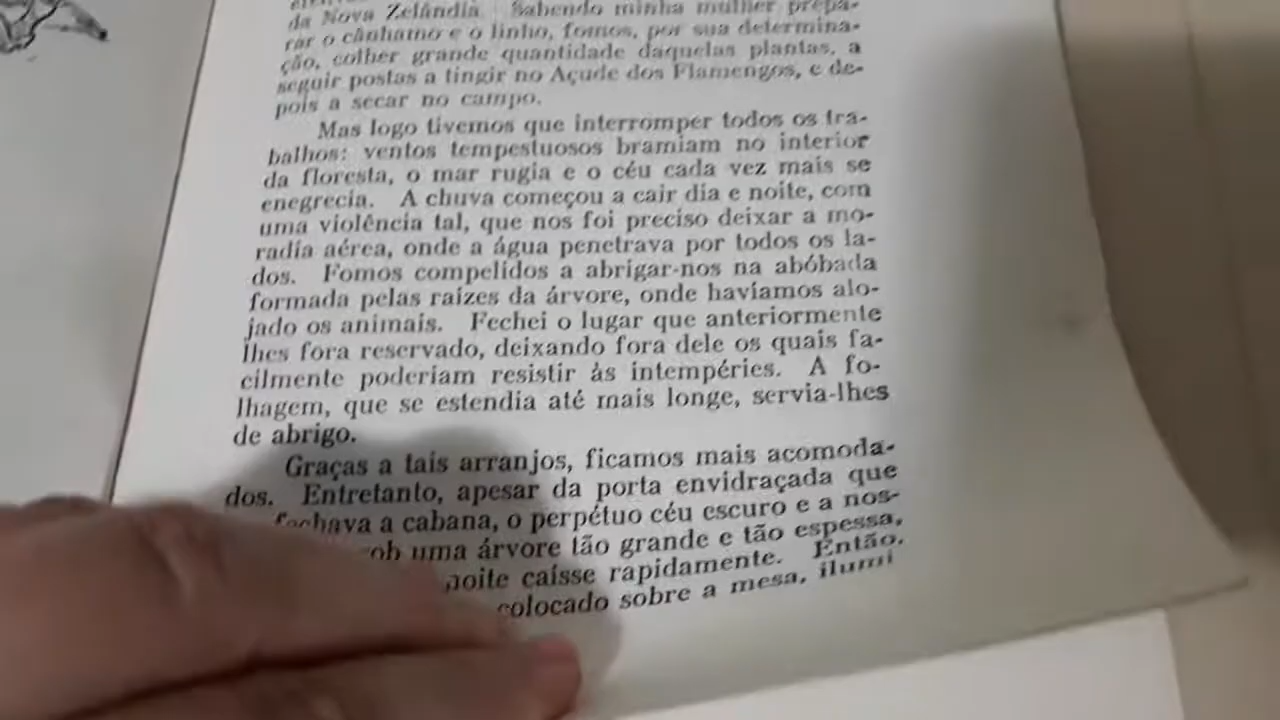 da Nova Zelândia. Sabendo minha mulher prepa-
rar o cânhamo e o linho, fomos, por sua determina-
ção, colher grande quantidade daquelas plantas, a
seguir postas a tingir no Açude dos Flamengos, e de-
pois a secar no campo.
Mas logo tivemos que interromper todos os tra-
balhos: ventos tempestuosos bramiam no interior
da floresta, o mar rugia e o céu cada vez mais se
enegrecia. A chuva começou a cair dia e noite, com
uma violência tal, que nos foi preciso deixar a mo-
radia aérea, onde a água penetrava por todos os la-
dos. Fomos compelidos a abrigar-nos na abóbada
formada pelas raízes da árvore, onde havíamos alo-
jado os animais. Fechei o lugar que anteriormente
lhes fora reservado, deixando fora dele os quais fa-
cilmente poderiam resistir às intempéries. A fo-
lhagem, que se estendia até mais longe, servia-lhes
de abrigo.
Graças a tais arranjos, ficamos mais acomoda-
dos. Entretanto, apesar da porta envidraçada que
fechava a cabana, o perpétuo céu escuro e a nos-
sob uma árvore tão grande e tão espessa,
noite caísse rapidamente. Então,
colocado sobre a mesa, ilumi